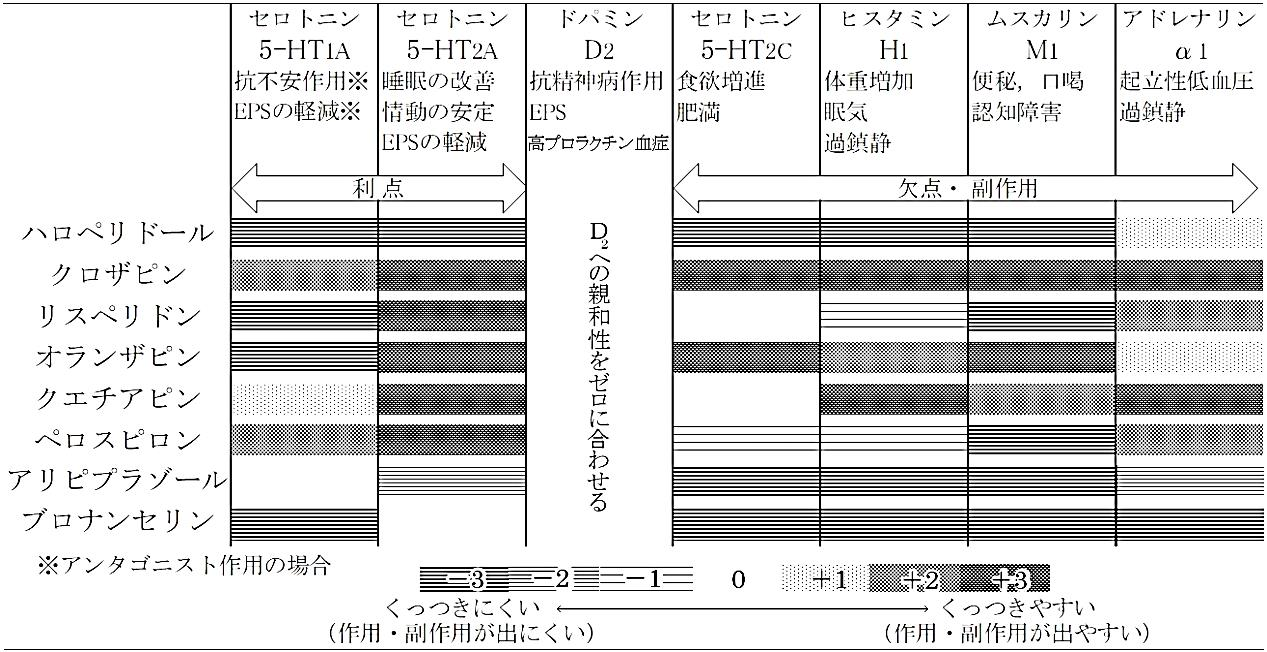 セロトニン
5-HT1A
抗不安作用※
EPSの軽減※
セロトニン
5-HT2A
睡眠の改善
情動の安定
EPSの軽減
ドパミン
D2
抗精神病作用
EPS
高プロラクチン血症
セロトニン
5-HT2C
食欲増進
肥満
ヒスタミン
H1
体重増加
眠気
過鎮静
ムスカリン
M1
便秘，口喝
認知障害
アドレナリン
α1
起立性低血圧
過鎮静
利点
欠点・副作用
ハロペリドール
クロザピン
リスペリドン
オランザピン
クエチアピン
ペロスピロン
アリピプラゾール
ブロナンセリン
D2への親和性をゼロに合わせる
※アンタゴニスト作用の場合
−3 −2 −1 0 +1 +2 +3
くっつきにくい ←→ くっつきやすい
（作用・副作用が出にくい） （作用・副作用が出やすい）